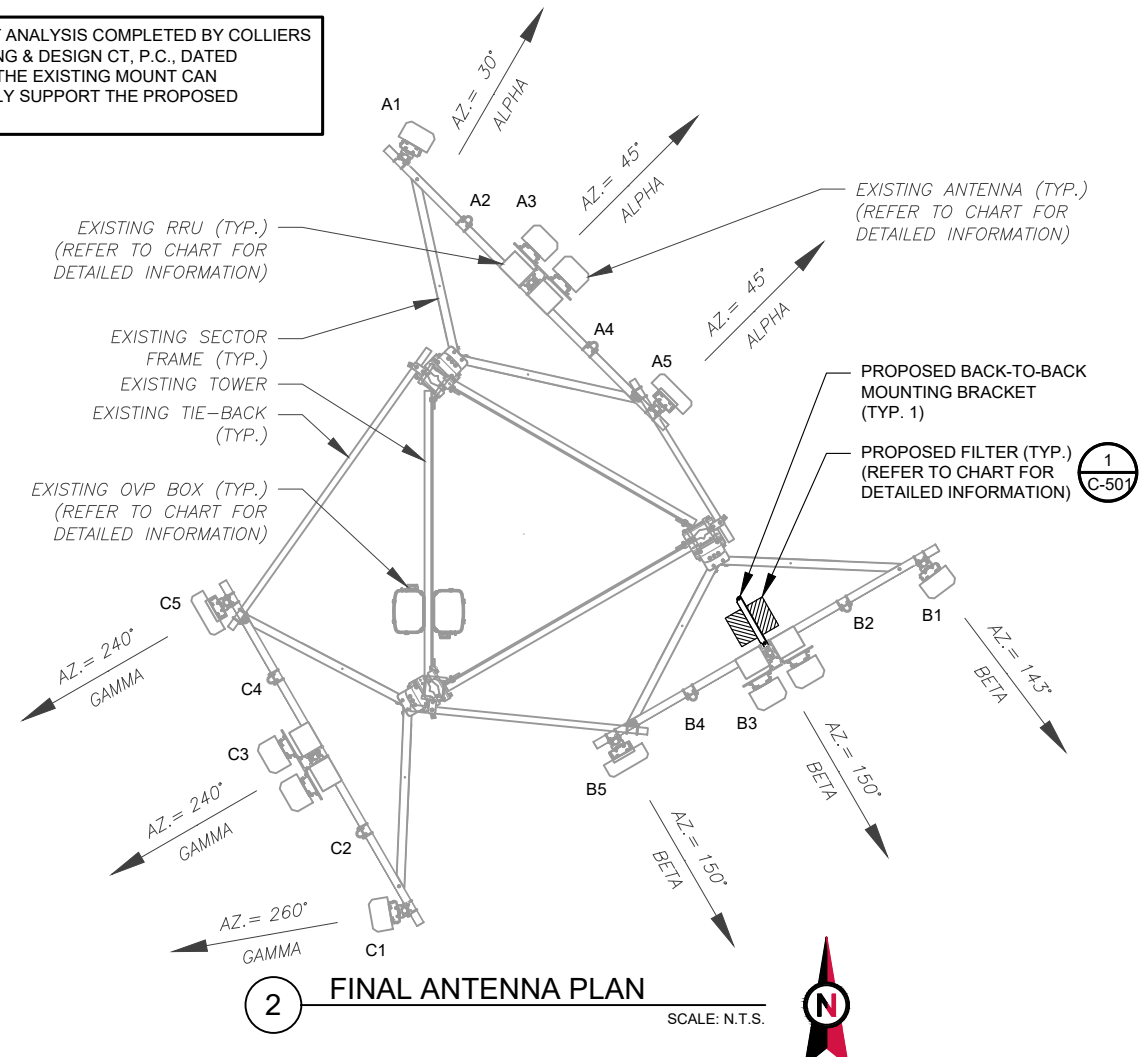 ANALYSIS COMPLETED BY COLLIERS
NG & DESIGN CT, P.C., DATED
THE EXISTING MOUNT CAN
LY SUPPORT THE PROPOSED
A1
AZ.= 30°
ALPHA
A2
A3
AZ.= 45°
ALPHA
EXISTING ANTENNA (TYP.)
(REFER TO CHART FOR
DETAILED INFORMATION)
EXISTING RRU (TYP.)
(REFER TO CHART FOR
DETAILED INFORMATION)
A4
A5
AZ.= 45°
ALPHA
EXISTING SECTOR
FRAME (TYP.)
EXISTING TOWER
EXISTING TIE-BACK
(TYP.)
PROPOSED BACK-TO-BACK
MOUNTING BRACKET
(TYP. 1)
PROPOSED FILTER (TYP.)
(REFER TO CHART FOR
DETAILED INFORMATION)
1
C-501
EXISTING OVP BOX (TYP.)
(REFER TO CHART FOR
DETAILED INFORMATION)
C5
AZ.= 240°
GAMMA
C4
C3
AZ.= 240°
GAMMA
C2
AZ.= 260°
GAMMA
C1
B1
AZ.= 143°
BETA
B2
B3
AZ.= 150°
BETA
B4
B5
AZ.= 150°
BETA
2
FINAL ANTENNA PLAN
SCALE: N.T.S.
N